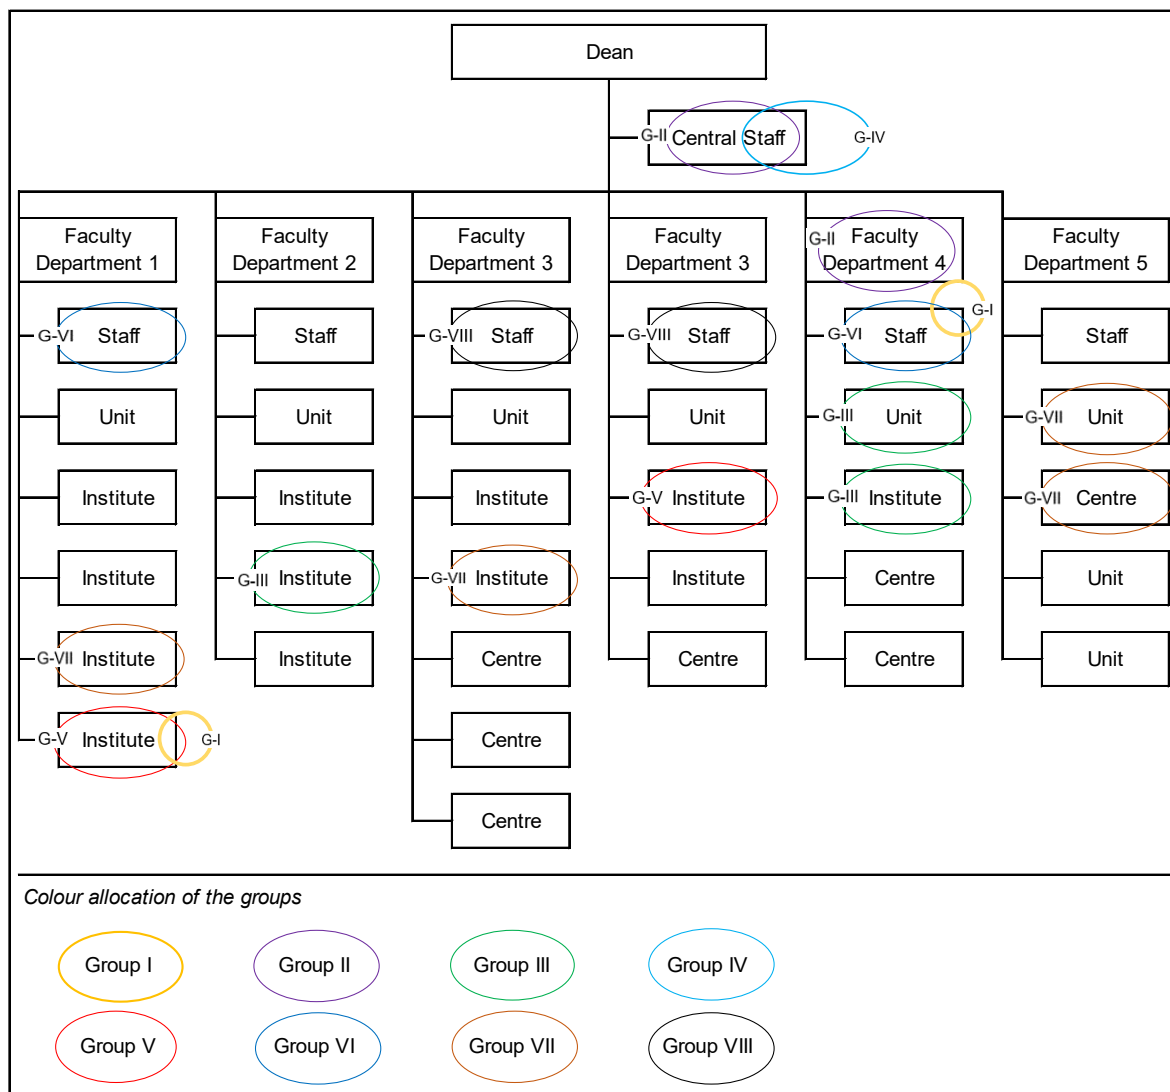 Dean
G-II Central Staff G-IV
Faculty Department 1
Faculty Department 2
Faculty Department 3
Faculty Department 3
G-II Faculty Department 4
Faculty Department 5
G-I
G-VI Staff
Staff
G-VIII Staff
G-VIII Staff
G-VI Staff
Staff
Unit
Unit
Unit
Unit
G-III Unit
G-VII Unit
Institute
Institute
Institute
G-V Institute
G-III Institute
G-VII Centre
Institute
G-III Institute
G-VII Institute
Institute
Centre
Unit
G-VII Institute
Institute
Centre
Centre
Centre
Unit
G-V Institute G-I
Centre
Centre
Colour allocation of the groups
Group I
Group II
Group III
Group IV
Group V
Group VI
Group VII
Group VIII